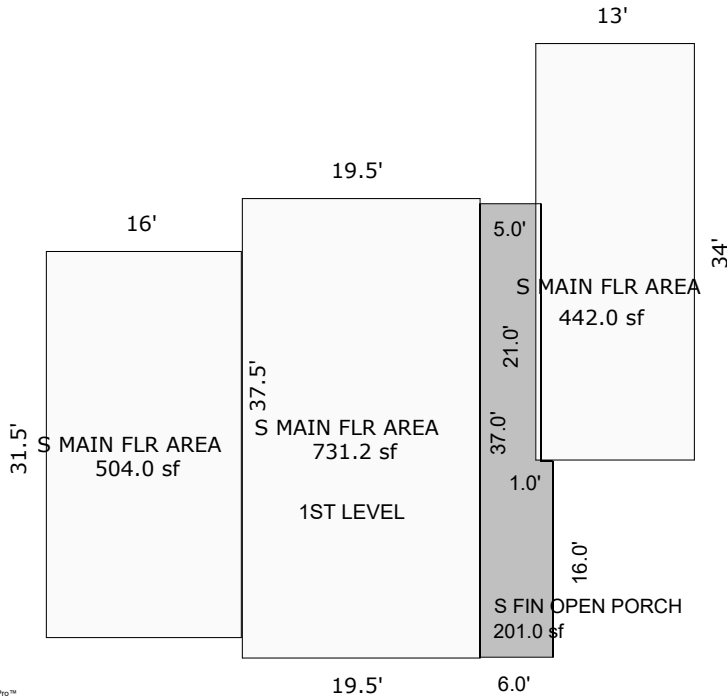 13'
19.5'
16'
5.0'
34'
S MAIN FLR AREA
442.0 sf
21.0'
37.5'
31.5'
S MAIN FLR AREA
504.0 sf
S MAIN FLR AREA
731.2 sf
37.0'
1.0'
1ST LEVEL
16.0'
S FIN OPEN PORCH
201.0 sf
19.5'
6.0'
Pro™